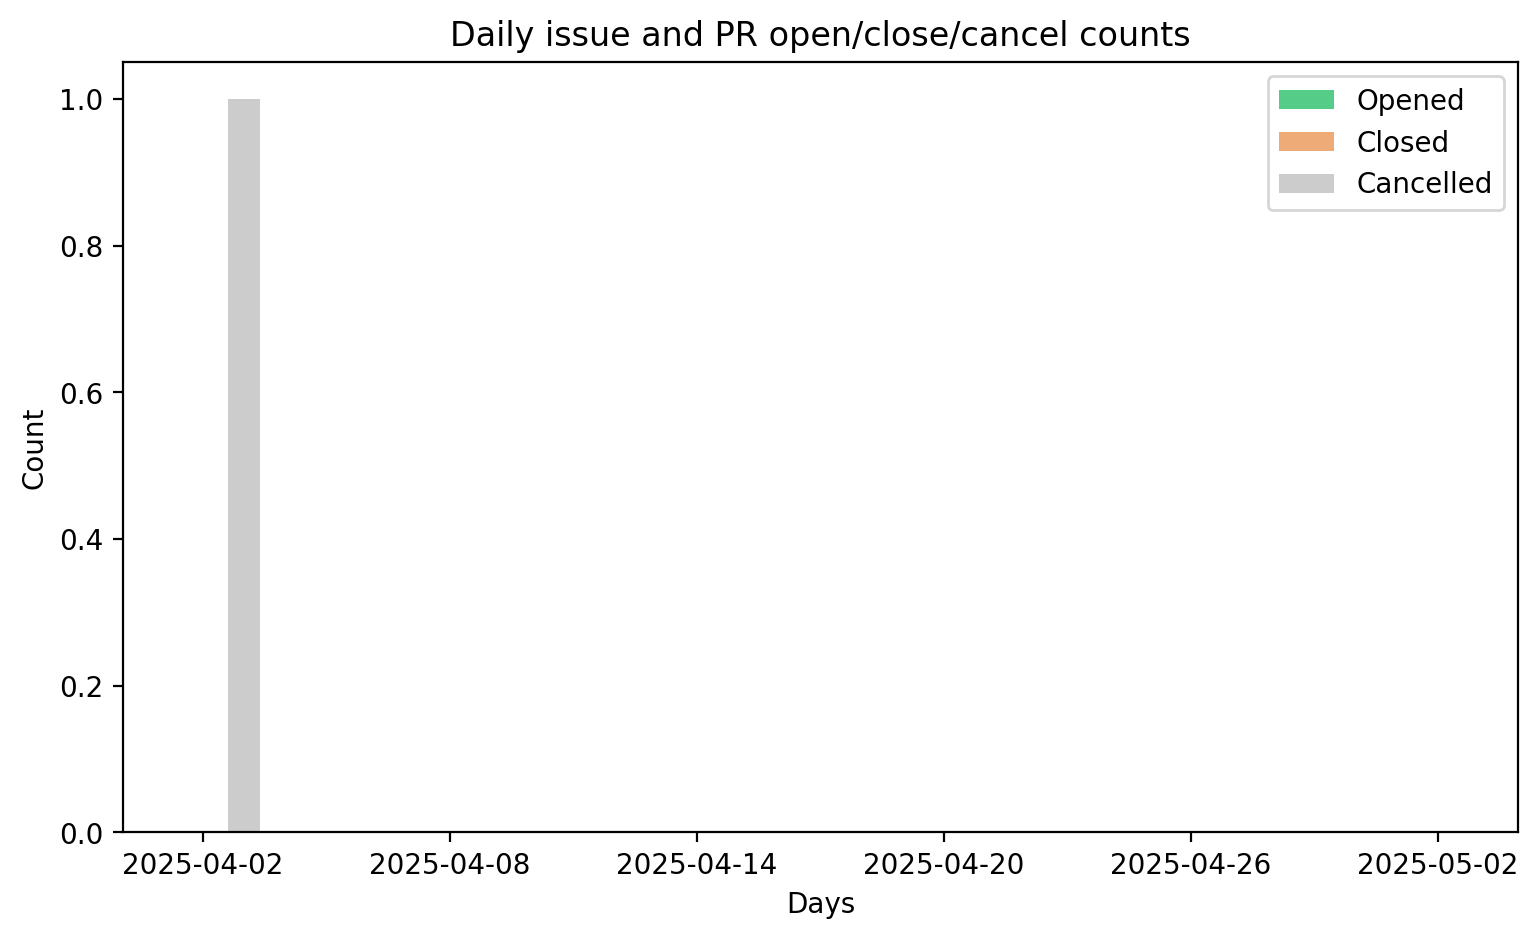 Daily issue and PR open/close/cancel counts
Opened
Closed
Cancelled
1.0
0.8
0.6
0.4
0.2
0.0
Count
2025-04-02
2025-04-08
2025-04-14
2025-04-20
2025-04-26
2025-05-02
Days